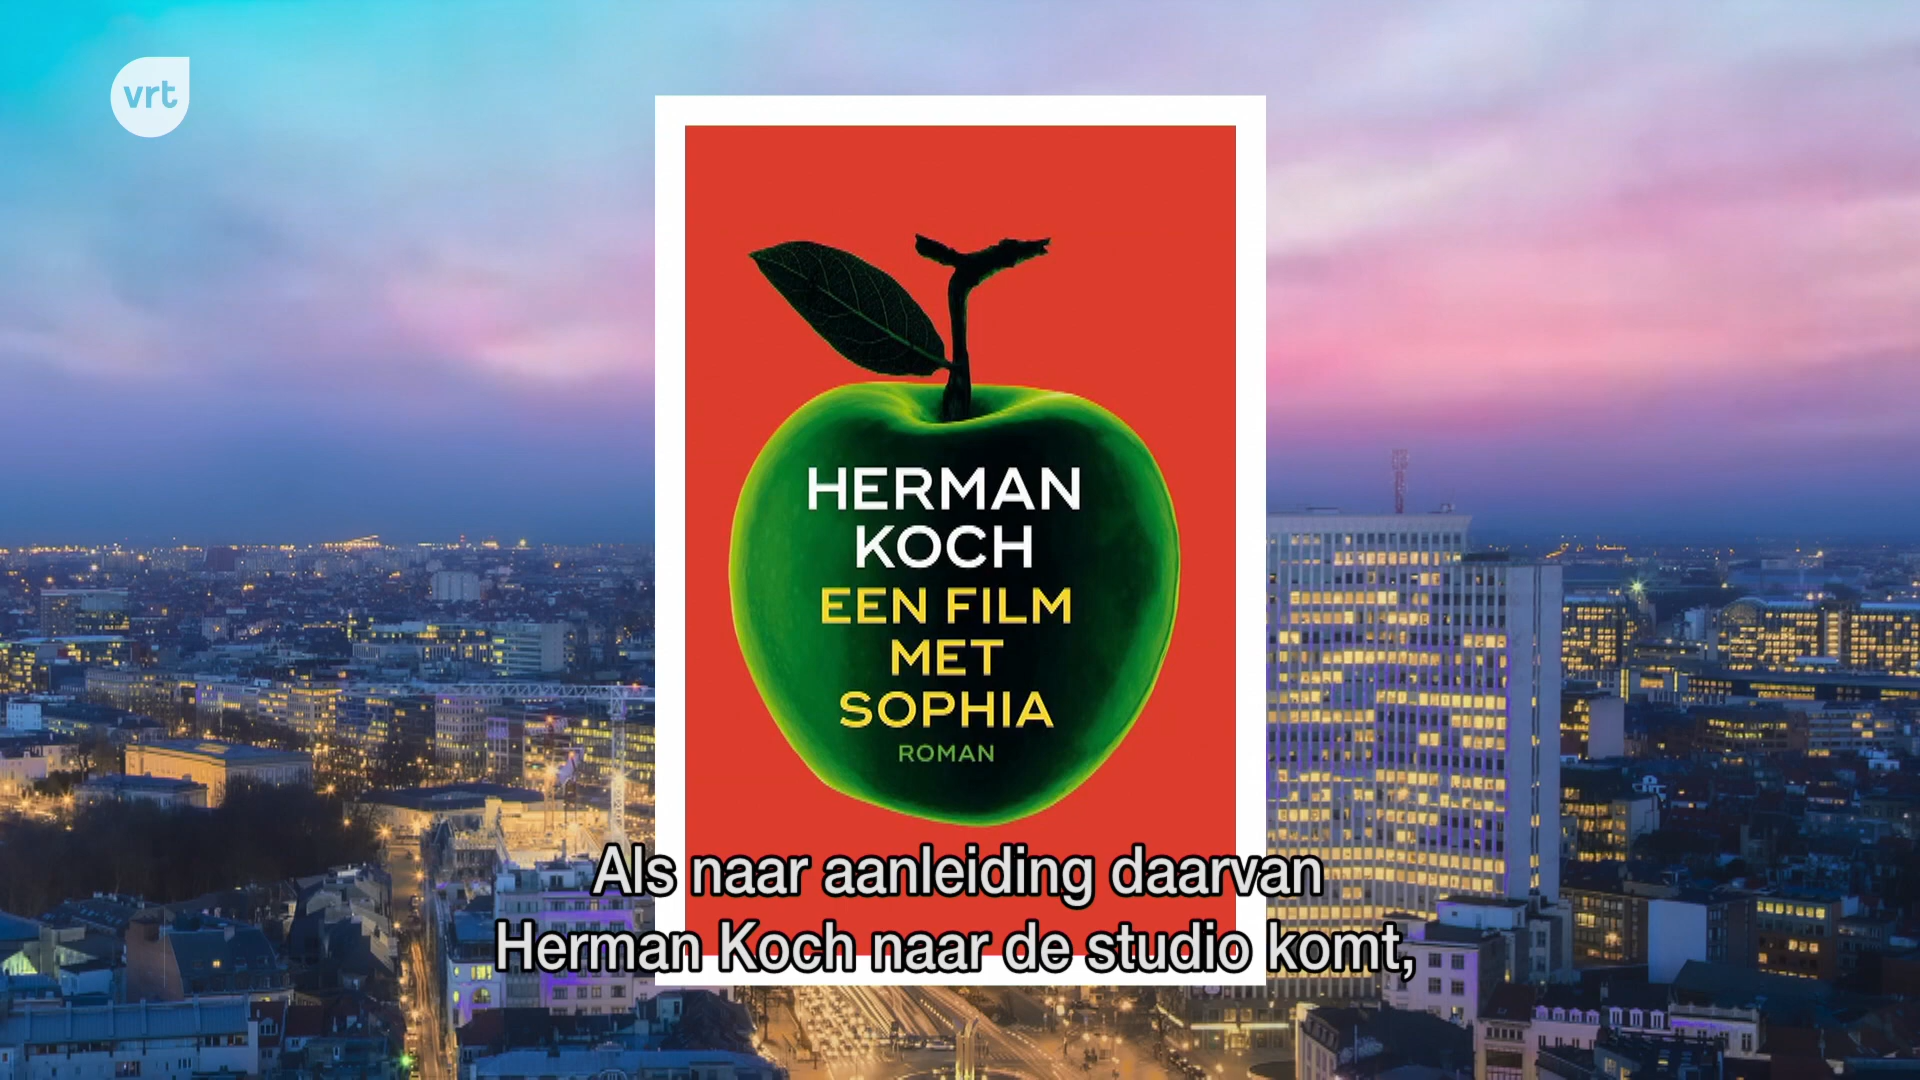 vrt
HERMAN
KOCH
EEN FILM
MET
SOPHIA
ROMAN
Als naar aanleiding daarvan
Herman Koch naar de studio komt,